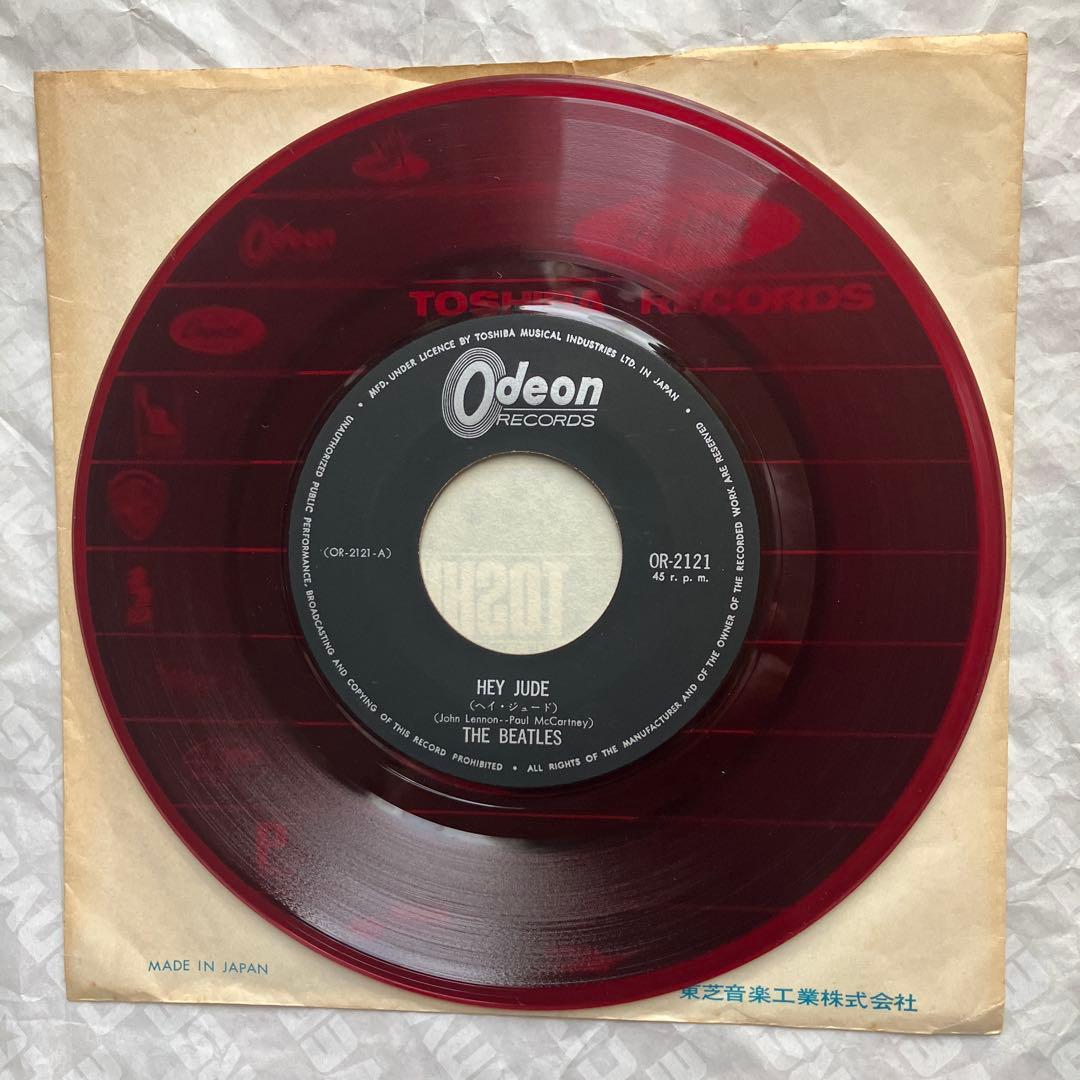 Odeon
TOSHIBA RECORDS
MFD. UNDER LICENCE BY TOSHIBA MUSICAL INDUSTRIES LTD. IN JAPAN
Odeon
RECORDS
(OR-2121-A)
OR-2121
45 r. p. m.
TOSH
HEY JUDE
(ヘイ・ジュード)
(John Lennon--Paul McCartney)
THE BEATLES
UNAUTHORIZED PUBLIC PERFORMANCE, BROADCASTING AND COPYING OF THIS RECORD PROHIBITED • ALL RIGHTS OF THE MANUFACTURER AND OF THE OWNER OF THE RECORDED WORK ARE RESERVED
MADE IN JAPAN
東芝音楽工業株式会社